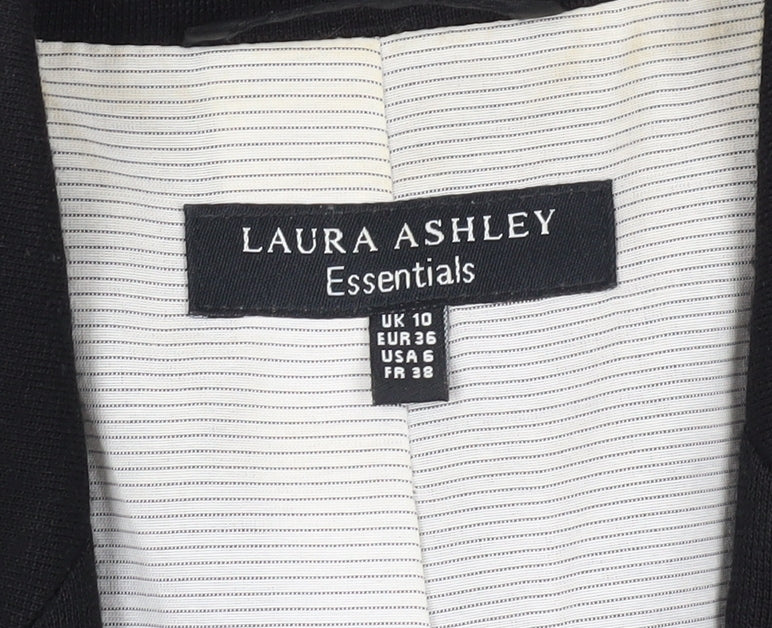 LAURA ASHLEY
Essentials
UK 10
EUR 36
USA 6
FR 38